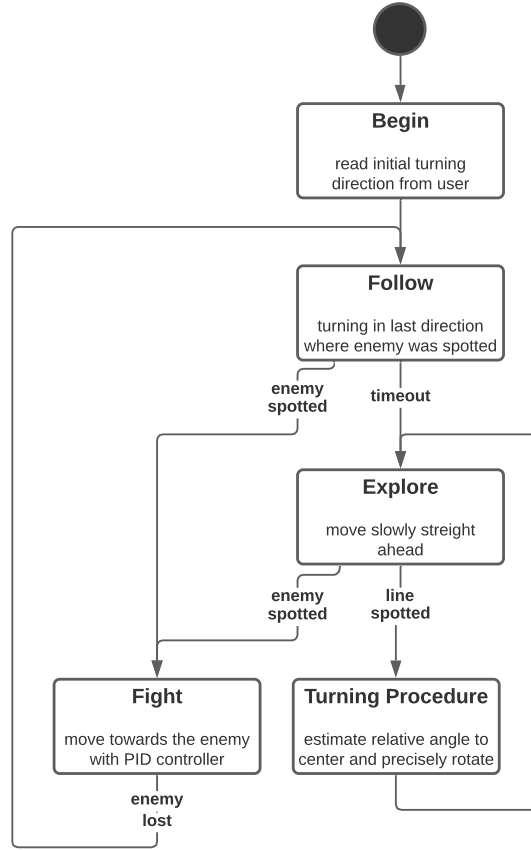 Begin
read initial turning
direction from user
Follow
turning in last direction
where enemy was spotted
enemy
spotted
timeout
Explore
move slowly streight
ahead
enemy
spotted
line
spotted
Fight
move towards the enemy
with PID controller
Turning Procedure
estimate relative angle to
center and precisely rotate
enemy
lost